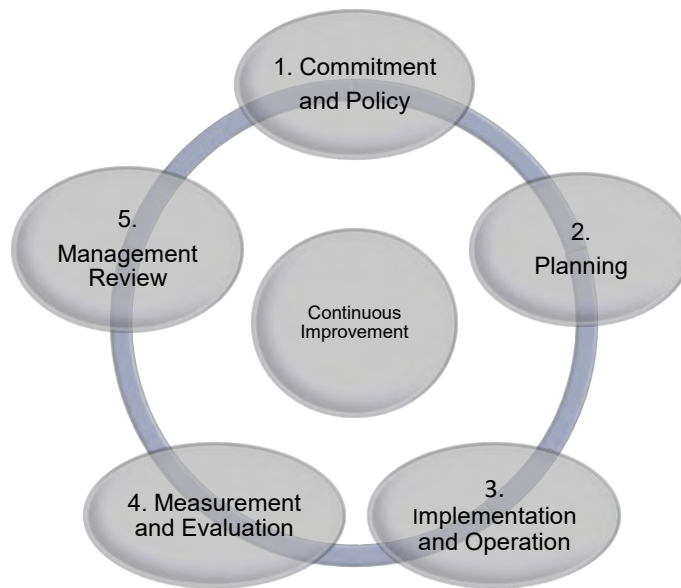 1. Commitment
and Policy
2.
Planning
3.
Implementation
and Operation
4. Measurement
and Evaluation
5.
Management
Review
Continuous
Improvement